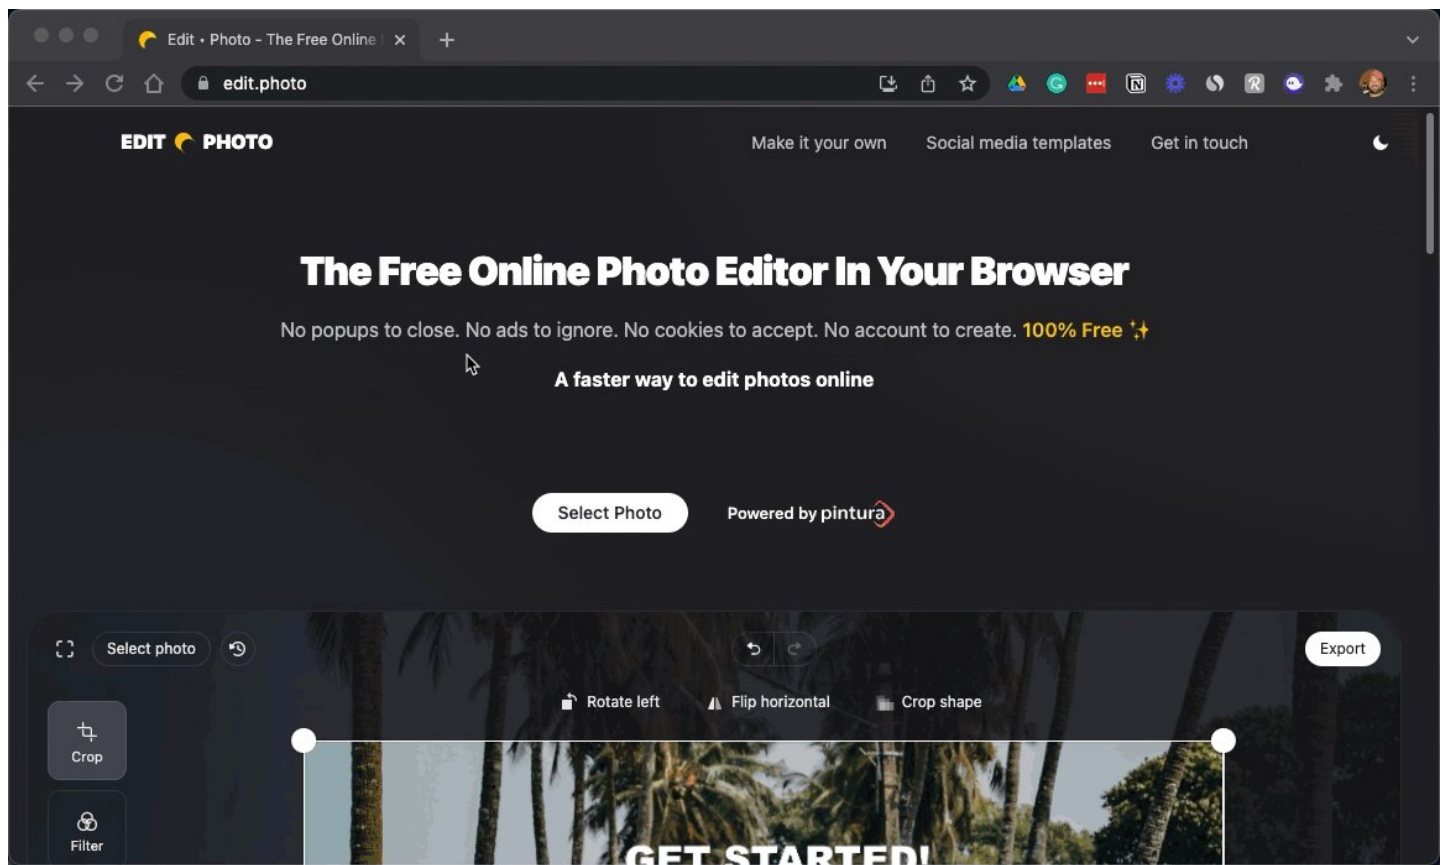 Edit • Photo – The Free Online
edit.photo
EDIT PHOTO
Make it your own
Social media templates
Get in touch
The Free Online Photo Editor In Your Browser
No popups to close. No ads to ignore. No cookies to accept. No account to create. 100% Free
A faster way to edit photos online
Select Photo
Powered by pintura
Select photo
Export
Rotate left
Flip horizontal
Crop shape
Crop
Filter
GET STARTED!